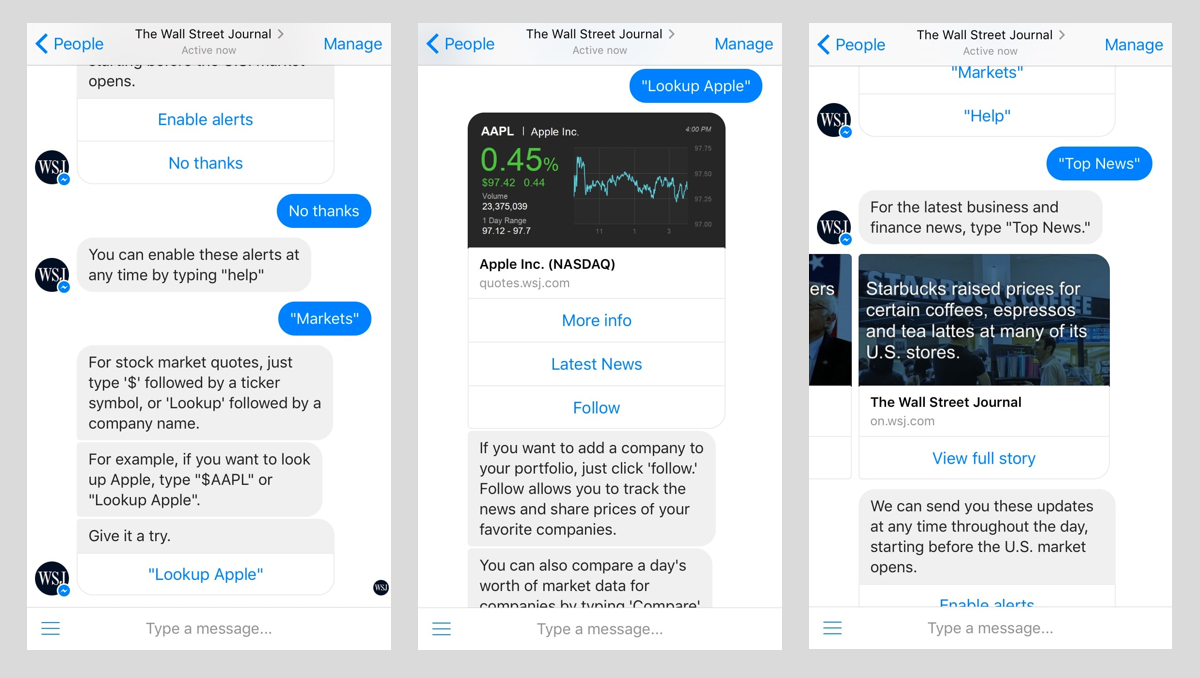 People
The Wall Street Journal >
Active now
Manage
starting before the U.S. market
opens.
Enable alerts
No thanks
WSJ
No thanks
You can enable these alerts at
any time by typing "help"
WSJ
"Markets"
For stock market quotes, just
type '$' followed by a ticker
symbol, or 'Lookup' followed by a
company name.
For example, if you want to look
up Apple, type "$AAPL" or
"Lookup Apple".
Give it a try.
"Lookup Apple"
WSJ
WSJ
Type a message...
People
The Wall Street Journal >
Active now
Manage
"Lookup Apple"
AAPL | Apple Inc.
4:00 PM
0.45%
$97.42 0.44
Volume
23,375,039
1 Day Range
97.12 - 97.7
97.75
97.50
97.25
97.00
11 1 3
Apple Inc. (NASDAQ)
quotes.wsj.com
More info
Latest News
Follow
If you want to add a company to
your portfolio, just click 'follow.'
Follow allows you to track the
news and share prices of your
favorite companies.
You can also compare a day's
worth of market data for
companies by typing 'Compare'
Type a message...
People
The Wall Street Journal >
Active now
Manage
"Markets"
"Help"
WSJ
"Top News"
For the latest business and
finance news, type "Top News."
WSJ
ers
STARBUCKS COFFEE
Starbucks raised prices for
certain coffees, espressos
and tea lattes at many of its
U.S. stores.
The Wall Street Journal
on.wsj.com
View full story
We can send you these updates
at any time throughout the day,
starting before the U.S. market
opens.
Enable alerts
Type a message...